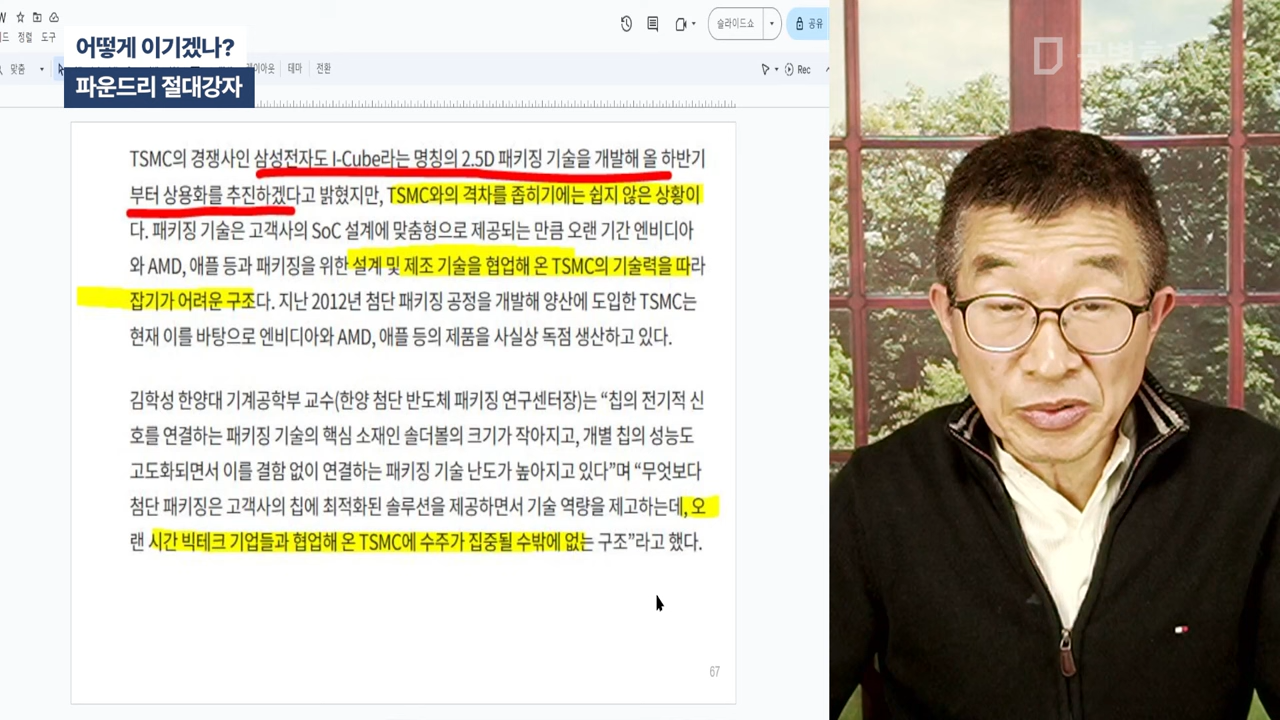 정렬
도구
슬라이드쇼
공유
어떻게 이기겠나?
파운드리 절대강자
맞춤
테마
전환
Rec
TSMC의 경쟁사인 삼성전자도 I-Cube라는 명칭의 2.5D 패키징 기술을 개발해 올 하반기
부터 상용화를 추진하겠다고 밝혔지만, TSMC와의 격차를 좁히기에는 쉽지 않은 상황이
다. 패키징 기술은 고객사의 SoC 설계에 맞춤형으로 제공되는 만큼 오랜 기간 엔비디아
와 AMD, 애플 등과 패키징을 위한 설계 및 제조 기술을 협업해 온 TSMC의 기술력을 따라
잡기가 어려운 구조다. 지난 2012년 첨단 패키징 공정을 개발해 양산에 도입한 TSMC는
현재 이를 바탕으로 엔비디아와 AMD, 애플 등의 제품을 사실상 독점 생산하고 있다.
김학성 한양대 기계공학부 교수(한양 첨단 반도체 패키징 연구센터장)는 “칩의 전기적 신
호를 연결하는 패키징 기술의 핵심 소재인 솔더볼의 크기가 작아지고, 개별 칩의 성능도
고도화되면서 이를 결함 없이 연결하는 패키징 기술 난도가 높아지고 있다”며 “무엇보다
첨단 패키징은 고객사의 칩에 최적화된 솔루션을 제공하면서 기술 역량을 제고하는데, 오
랜 시간 빅테크 기업들과 협업해 온 TSMC에 수주가 집중될 수밖에 없는 구조”라고 했다.
67